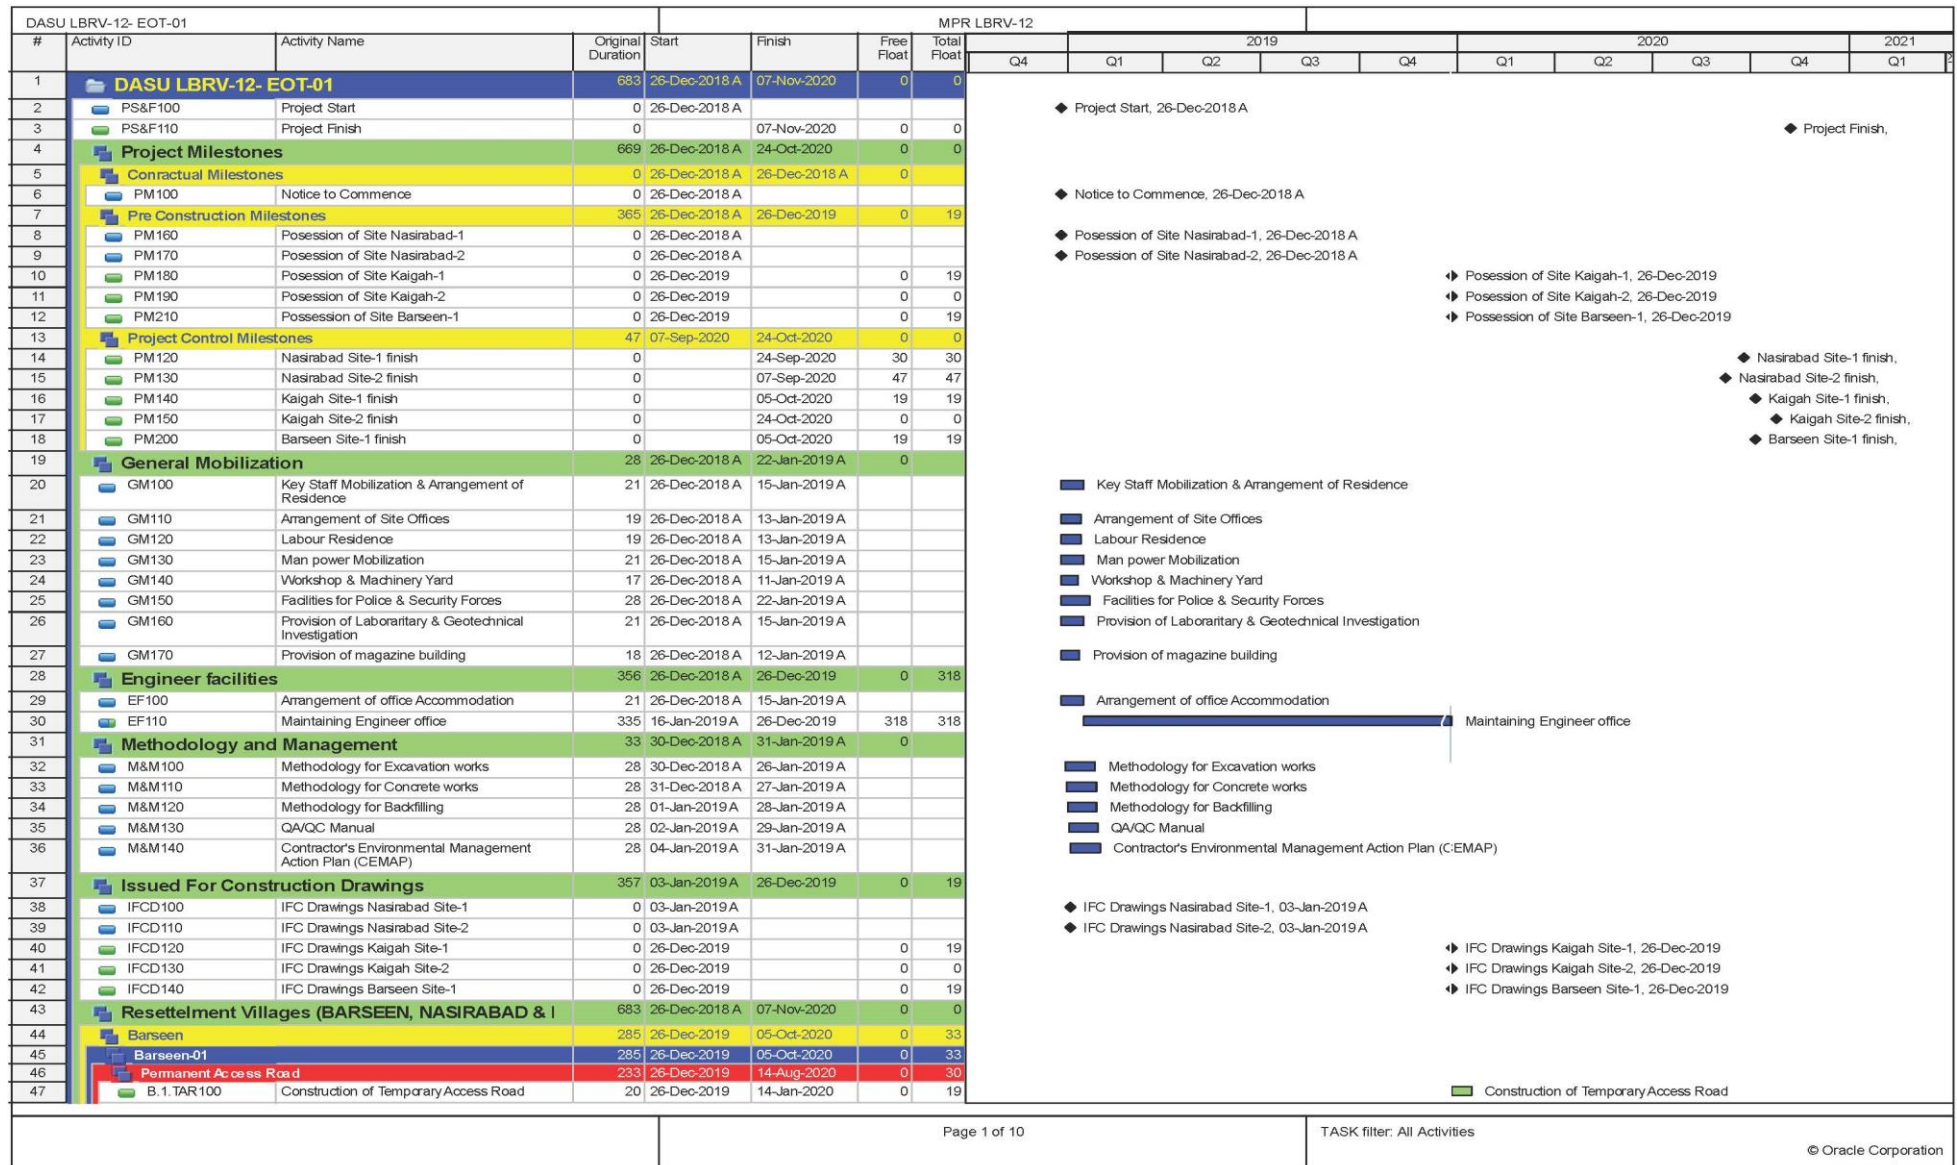 DASU LBRV-12- EOT-01 MPR LBRV-12
# Activity ID Activity Name Original Duration Start Finish Free Float Total Float 2019 2020 2021
Q4 Q1 Q2 Q3 Q4 Q1 Q2 Q3 Q4 Q1
1 DASU LBRV-12- EOT-01 683 26-Dec-2018 A 07-Nov-2020 0 0
2 PS&F100 Project Start 0 26-Dec-2018 A Project Start, 26-Dec-2018 A
3 PS&F110 Project Finish 0 07-Nov-2020 0 0 Project Finish,
4 Project Milestones 669 26-Dec-2018 A 24-Oct-2020 0 0
5 Conractual Milestones 0 26-Dec-2018 A 26-Dec-2018 A 0
6 PM100 Notice to Commence 0 26-Dec-2018 A Notice to Commence, 26-Dec-2018 A
7 Pre Construction Milestones 365 26-Dec-2018 A 26-Dec-2019 0 19
8 PM160 Posession of Site Nasirabad-1 0 26-Dec-2018 A Posession of Site Nasirabad-1, 26-Dec-2018 A
9 PM170 Posession of Site Nasirabad-2 0 26-Dec-2018 A Posession of Site Nasirabad-2, 26-Dec-2018 A
10 PM180 Posession of Site Kaigah-1 0 26-Dec-2019 0 19 Posession of Site Kaigah-1, 26-Dec-2019
11 PM190 Posession of Site Kaigah-2 0 26-Dec-2019 0 0 Posession of Site Kaigah-2, 26-Dec-2019
12 PM210 Possession of Site Barseen-1 0 26-Dec-2019 0 19 Possession of Site Barseen-1, 26-Dec-2019
13 Project Control Milestones 47 07-Sep-2020 24-Oct-2020 0 0
14 PM120 Nasirabad Site-1 finish 0 24-Sep-2020 30 30 Nasirabad Site-1 finish,
15 PM130 Nasirabad Site-2 finish 0 07-Sep-2020 47 47 Nasirabad Site-2 finish,
16 PM140 Kaigah Site-1 finish 0 05-Oct-2020 19 19 Kaigah Site-1 finish,
17 PM150 Kaigah Site-2 finish 0 24-Oct-2020 0 0 Kaigah Site-2 finish,
18 PM200 Barseen Site-1 finish 0 05-Oct-2020 19 19 Barseen Site-1 finish,
19 General Mobilization 28 26-Dec-2018 A 22-Jan-2019 A 0
20 GM100 Key Staff Mobilization & Arrangement of Residence 21 26-Dec-2018 A 15-Jan-2019 A Key Staff Mobilization & Arrangement of Residence
21 GM110 Arrangement of Site Offices 19 26-Dec-2018 A 13-Jan-2019 A Arrangement of Site Offices
22 GM120 Labour Residence 19 26-Dec-2018 A 13-Jan-2019 A Labour Residence
23 GM130 Man power Mobilization 21 26-Dec-2018 A 15-Jan-2019 A Man power Mobilization
24 GM140 Workshop & Machinery Yard 17 26-Dec-2018 A 11-Jan-2019 A Workshop & Machinery Yard
25 GM150 Facilities for Police & Security Forces 28 26-Dec-2018 A 22-Jan-2019 A Facilities for Police & Security Forces
26 GM160 Provision of Laboraritary & Geotechnical Investigation 21 26-Dec-2018 A 15-Jan-2019 A Provision of Laboraritary & Geotechnical Investigation
27 GM170 Provision of magazine building 18 26-Dec-2018 A 12-Jan-2019 A Provision of magazine building
28 Engineer facilities 356 26-Dec-2018 A 26-Dec-2019 0 318
29 EF100 Arrangement of office Accommodation 21 26-Dec-2018 A 15-Jan-2019 A Arrangement of office Accommodation
30 EF110 Maintaining Engineer office 335 16-Jan-2019 A 26-Dec-2019 318 318 Maintaining Engineer office
31 Methodology and Management 33 30-Dec-2018 A 31-Jan-2019 A 0
32 M&M100 Methodology for Excavation works 28 30-Dec-2018 A 26-Jan-2019 A Methodology for Excavation works
33 M&M110 Methodology for Concrete works 28 31-Dec-2018 A 27-Jan-2019 A Methodology for Concrete works
34 M&M120 Methodology for Backfilling 28 01-Jan-2019 A 28-Jan-2019 A Methodology for Backfilling
35 M&M130 QA/QC Manual 28 02-Jan-2019 A 29-Jan-2019 A QA/QC Manual
36 M&M140 Contractor's Environmental Management Action Plan (CEMAP) 28 04-Jan-2019 A 31-Jan-2019 A Contractor's Environmental Management Action Plan (CEMAP)
37 Issued For Construction Drawings 357 03-Jan-2019 A 26-Dec-2019 0 19
38 IFCD100 IFC Drawings Nasirabad Site-1 0 03-Jan-2019 A IFC Drawings Nasirabad Site-1, 03-Jan-2019 A
39 IFCD110 IFC Drawings Nasirabad Site-2 0 03-Jan-2019 A IFC Drawings Nasirabad Site-2, 03-Jan-2019 A
40 IFCD120 IFC Drawings Kaigah Site-1 0 26-Dec-2019 0 19 IFC Drawings Kaigah Site-1, 26-Dec-2019
41 IFCD130 IFC Drawings Kaigah Site-2 0 26-Dec-2019 0 0 IFC Drawings Kaigah Site-2, 26-Dec-2019
42 IFCD140 IFC Drawings Barseen Site-1 0 26-Dec-2019 0 19 IFC Drawings Barseen Site-1, 26-Dec-2019
43 Resettelment Villages (BARSEEN, NASIRABAD & 683 26-Dec-2018 A 07-Nov-2020 0 0
44 Barseen 285 26-Dec-2019 05-Oct-2020 0 33
45 Barseen-01 285 26-Dec-2019 05-Oct-2020 0 33
46 Permanent Access Road 233 26-Dec-2019 14-Aug-2020 0 30
47 B.1.TAR100 Construction of Temporary Access Road 20 26-Dec-2019 14-Jan-2020 0 19 Construction of Temporary Access Road
Page 1 of 10 TASK filter: All Activities
© Oracle Corporation